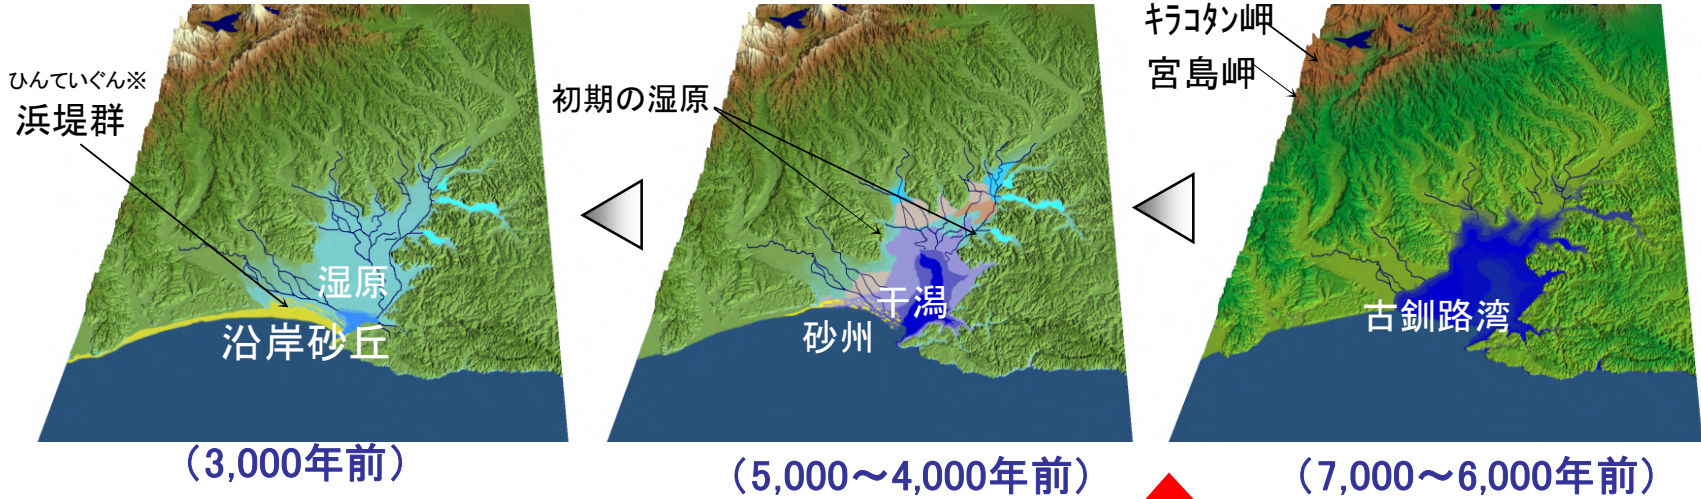 ひんていぐん※
浜堤群
湿原
沿岸砂丘
（3,000年前）
初期の湿原
干潟
砂州
（5,000～4,000年前）
ｷﾗｺﾀﾝ岬
宮島岬
古釧路湾
（7,000～6,000年前）